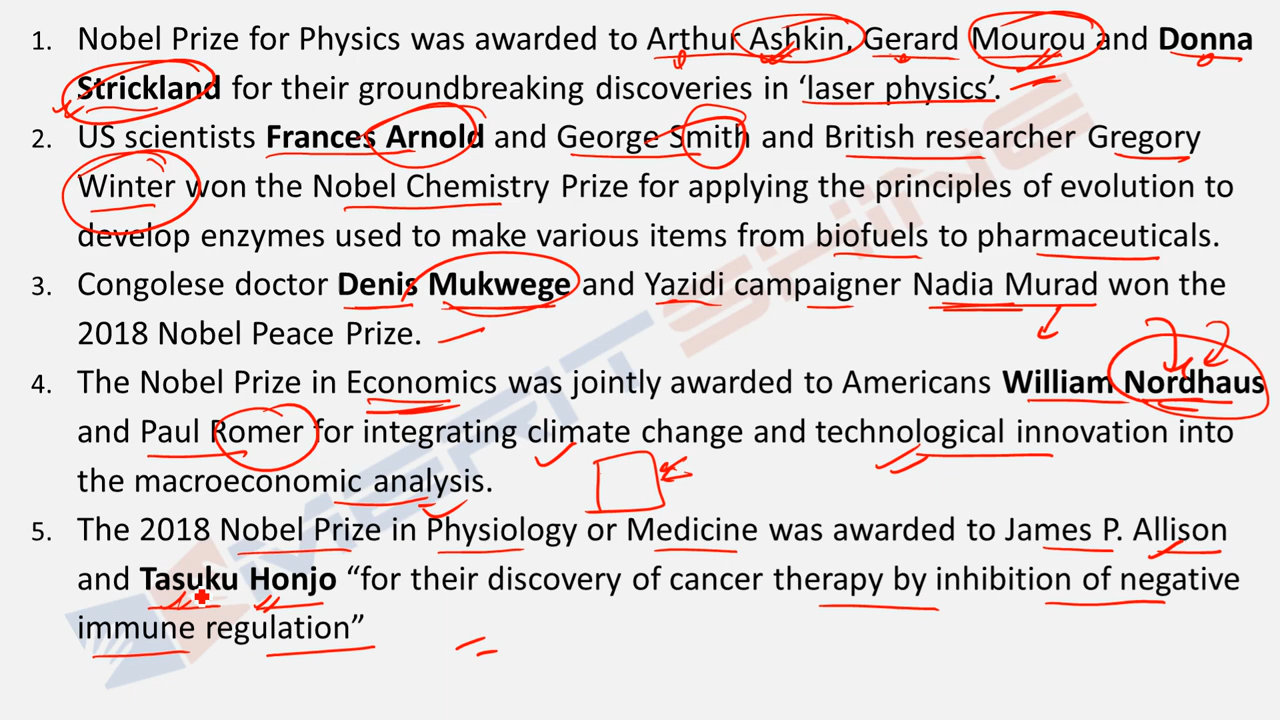 1. Nobel Prize for Physics was awarded to Arthur Ashkin, Gerard Mourou and Donna
Strickland for their groundbreaking discoveries in ‘laser physics’.
2. US scientists Frances Arnold and George Smith and British researcher Gregory
Winter won the Nobel Chemistry Prize for applying the principles of evolution to
develop enzymes used to make various items from biofuels to pharmaceuticals.
3. Congolese doctor Denis Mukwege and Yazidi campaigner Nadia Murad won the
2018 Nobel Peace Prize.
4. The Nobel Prize in Economics was jointly awarded to Americans William Nordhaus
and Paul Romer for integrating climate change and technological innovation into
the macroeconomic analysis.
5. The 2018 Nobel Prize in Physiology or Medicine was awarded to James P. Allison
and Tasuku Honjo “for their discovery of cancer therapy by inhibition of negative
immune regulation”
MERIT SHINE